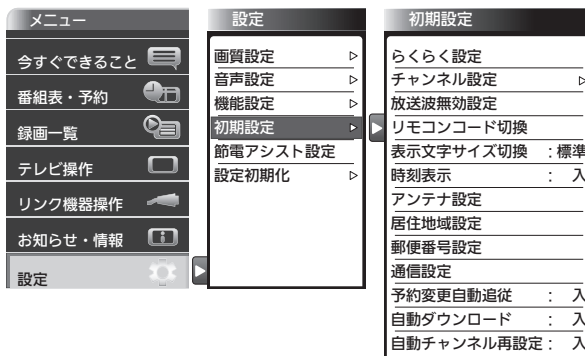 メニュー
今すぐできること
番組表・予約
録画一覧
テレビ操作
リンク機器操作
お知らせ・情報
設定
設定
画質設定
音声設定
機能設定
初期設定
節電アシスト設定
設定初期化
初期設定
らくらく設定
チャンネル設定
放送波無効設定
リモコンコード切換
表示文字サイズ切換 : 標準
時刻表示 : 入
アンテナ設定
居住地域設定
郵便番号設定
通信設定
予約変更自動追従 : 入
自動ダウンロード : 入
自動チャンネル再設定 : 入